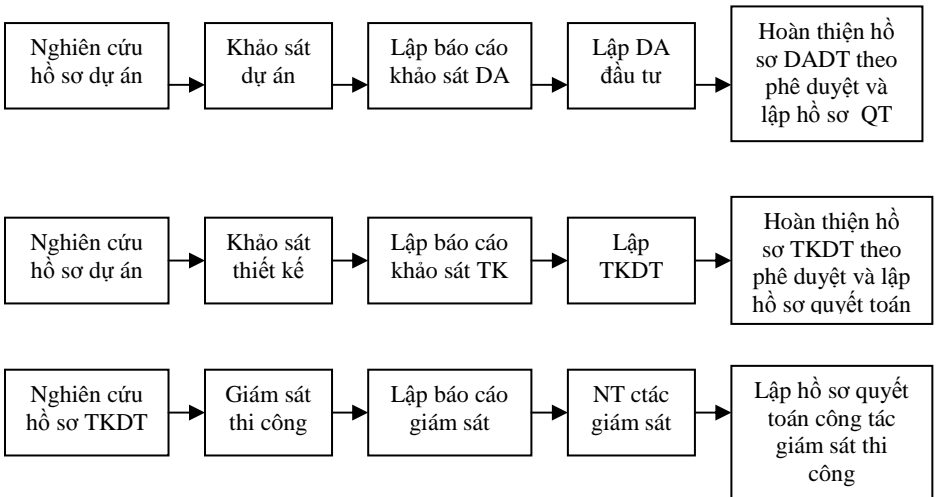 Nghiên cứu
hồ sơ dự án
Khảo sát
dự án
Lập báo cáo
khảo sát DA
Lập DA
đầu tư
Hoàn thiện hồ
sơ DADT theo
phê duyệt và
lập hồ sơ QT
Nghiên cứu
hồ sơ dự án
Khảo sát
thiết kế
Lập báo cáo
khảo sát TK
Lập
TKDT
Hoàn thiện hồ
sơ TKDT theo
phê duyệt và lập
hồ sơ quyết toán
Nghiên cứu
hồ sơ TKDT
Giám sát
thi công
Lập báo cáo
giám sát
NT ctác
giám sát
Lập hồ sơ quyết
toán công tác
giám sát thi
công